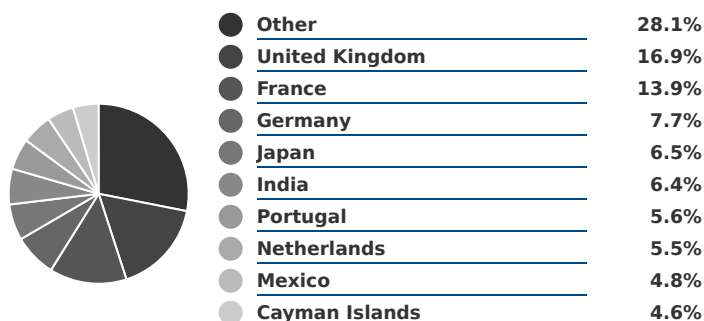 Other 28.1%
United Kingdom 16.9%
France 13.9%
Germany 7.7%
Japan 6.5%
India 6.4%
Portugal 5.6%
Netherlands 5.5%
Mexico 4.8%
Cayman Islands 4.6%